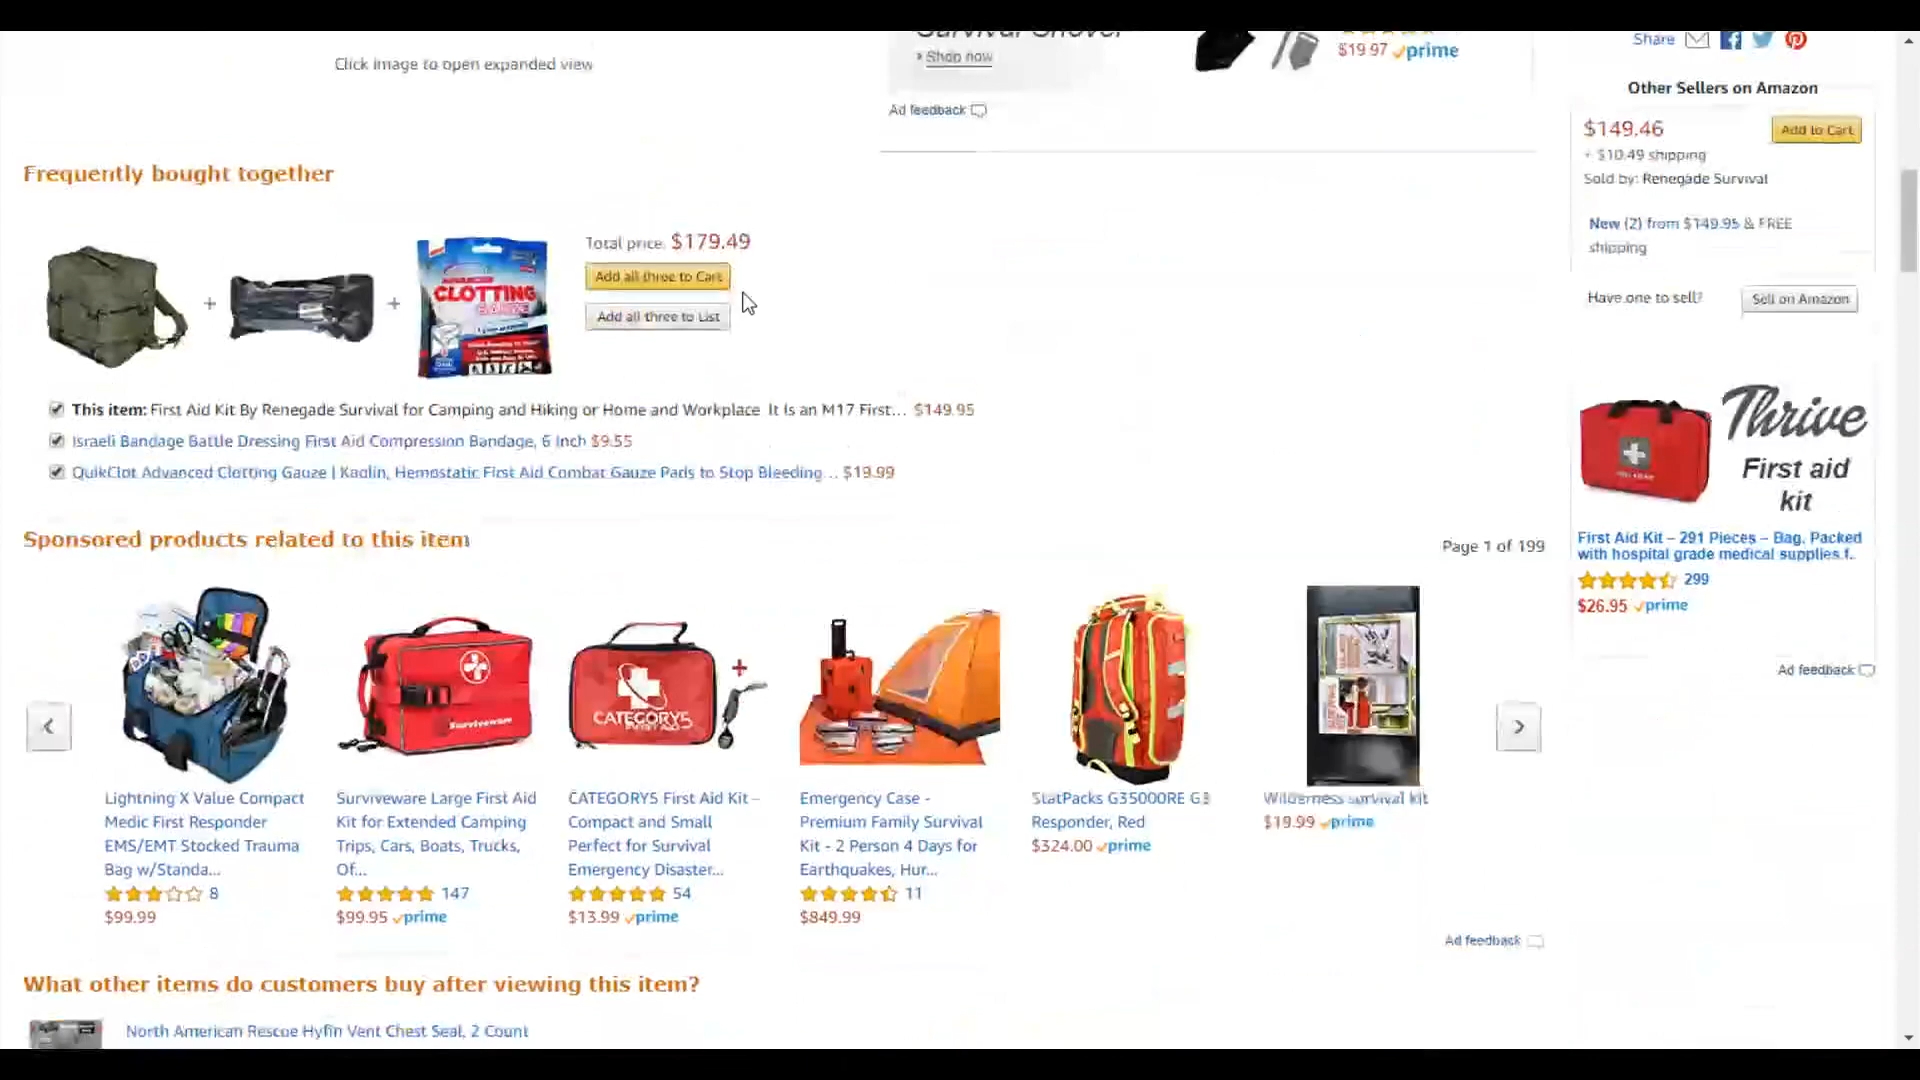 Click image to open expanded view
Survival Shovel
› Shop now
$19.97 prime
Ad feedback
Share
Other Sellers on Amazon
$149.46
Add to Cart
+ $10.49 shipping
Sold by: Renegade Survival
New (2) from $149.95 & FREE
shipping
Have one to sell?
Sell on Amazon
Frequently bought together
+
+
ADVANCED
CLOTTING
GAUZE
Total price: $179.49
Add all three to Cart
Add all three to List
This item: First Aid Kit By Renegade Survival for Camping and Hiking or Home and Workplace It Is an M17 First... $149.95
Israeli Bandage Battle Dressing First Aid Compression Bandage, 6 Inch $9.55
QuikClot Advanced Clotting Gauze | Kaolin, Hemostatic First Aid Combat Gauze Pads to Stop Bleeding... $19.99
Thrive
First aid
kit
First Aid Kit – 291 Pieces – Bag. Packed
with hospital grade medical supplies f..
299
$26.95 prime
Ad feedback
Sponsored products related to this item
Page 1 of 199
Surviveware
CATEGORY5
FIRST AID
+
Lightning X Value Compact
Medic First Responder
EMS/EMT Stocked Trauma
Bag w/Standa...
8
$99.99
Surviveware Large First Aid
Kit for Extended Camping
Trips, Cars, Boats, Trucks,
Of...
147
$99.95 prime
CATEGORY5 First Aid Kit –
Compact and Small
Perfect for Survival
Emergency Disaster...
54
$13.99 prime
Emergency Case -
Premium Family Survival
Kit - 2 Person 4 Days for
Earthquakes, Hur...
11
$849.99
StatPacks G35000RE G3
Responder, Red
$324.00 prime
Wilderness survival kit
$19.99 prime
Ad feedback
What other items do customers buy after viewing this item?
North American Rescue Hyfin Vent Chest Seal, 2 Count